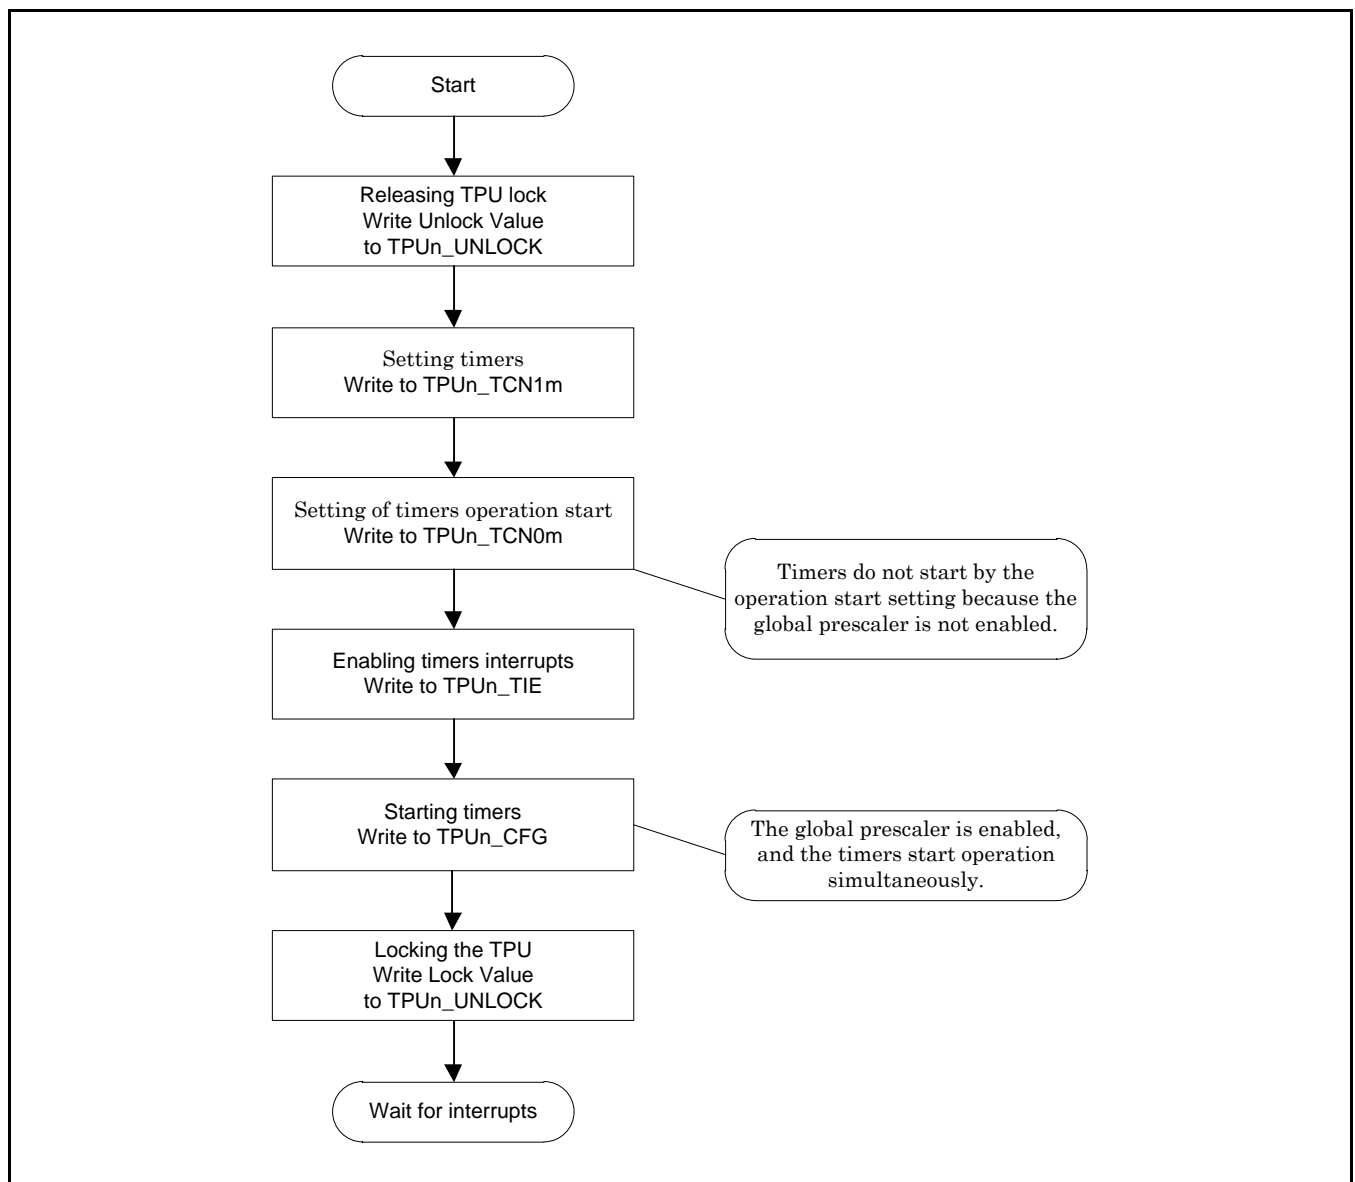 Start
Releasing TPU lock
Write Unlock Value
to TPUn_UNLOCK
Setting timers
Write to TPUn_TCN1m
Setting of timers operation start
Write to TPUn_TCN0m
Timers do not start by the
operation start setting because the
global prescaler is not enabled.
Enabling timers interrupts
Write to TPUn_TIE
Starting timers
Write to TPUn_CFG
The global prescaler is enabled,
and the timers start operation
simultaneously.
Locking the TPU
Write Lock Value
to TPUn_UNLOCK
Wait for interrupts